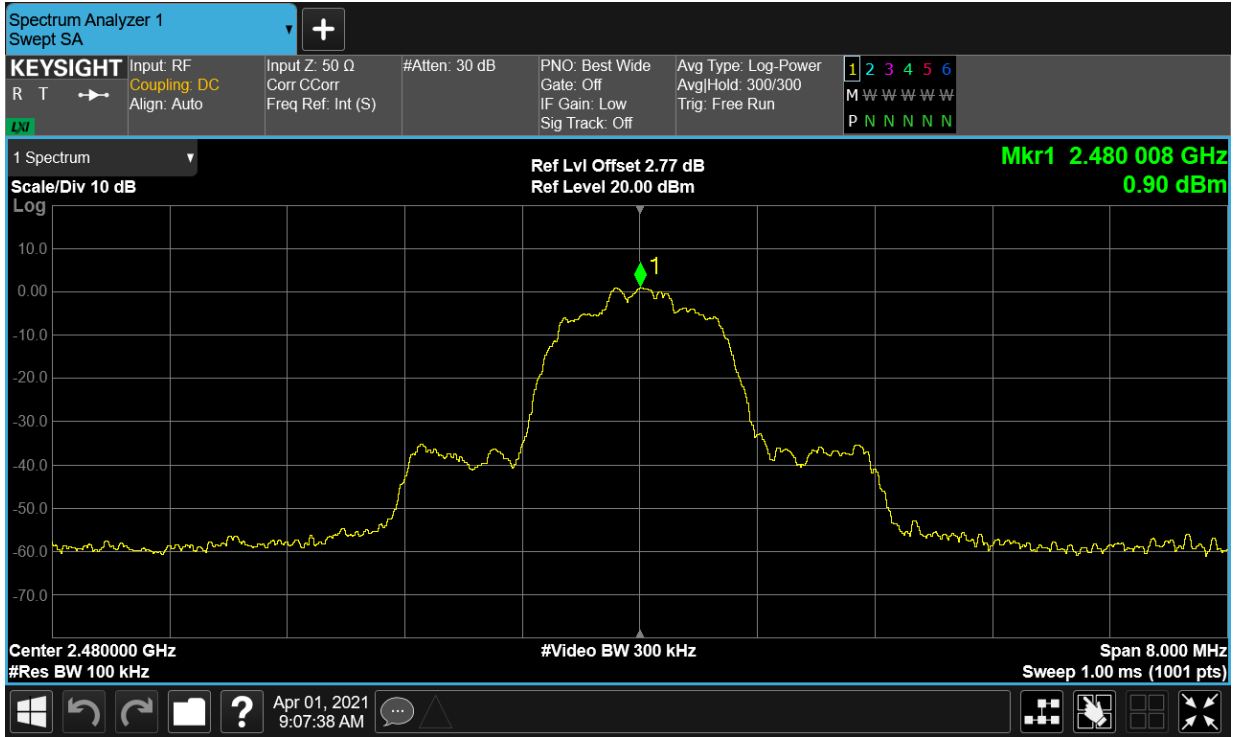 Spectrum Analyzer 1
Swept SA
+
KEYSIGHT
R T
LXI
Input: RF
Coupling: DC
Align: Auto
Input Z: 50 Ω
Corr CCorr
Freq Ref: Int (S)
#Atten: 30 dB
PNO: Best Wide
Gate: Off
IF Gain: Low
Sig Track: Off
Avg Type: Log-Power
Avg|Hold: 300/300
Trig: Free Run
1 2 3 4 5 6
M W W W W W
P N N N N N
1 Spectrum
Scale/Div 10 dB
Log
Ref Lvl Offset 2.77 dB
Ref Level 20.00 dBm
Mkr1 2.480 008 GHz
0.90 dBm
1
10.0
0.00
-10.0
-20.0
-30.0
-40.0
-50.0
-60.0
-70.0
Center 2.480000 GHz
#Res BW 100 kHz
#Video BW 300 kHz
Span 8.000 MHz
Sweep 1.00 ms (1001 pts)
?
Apr 01, 2021
9:07:38 AM